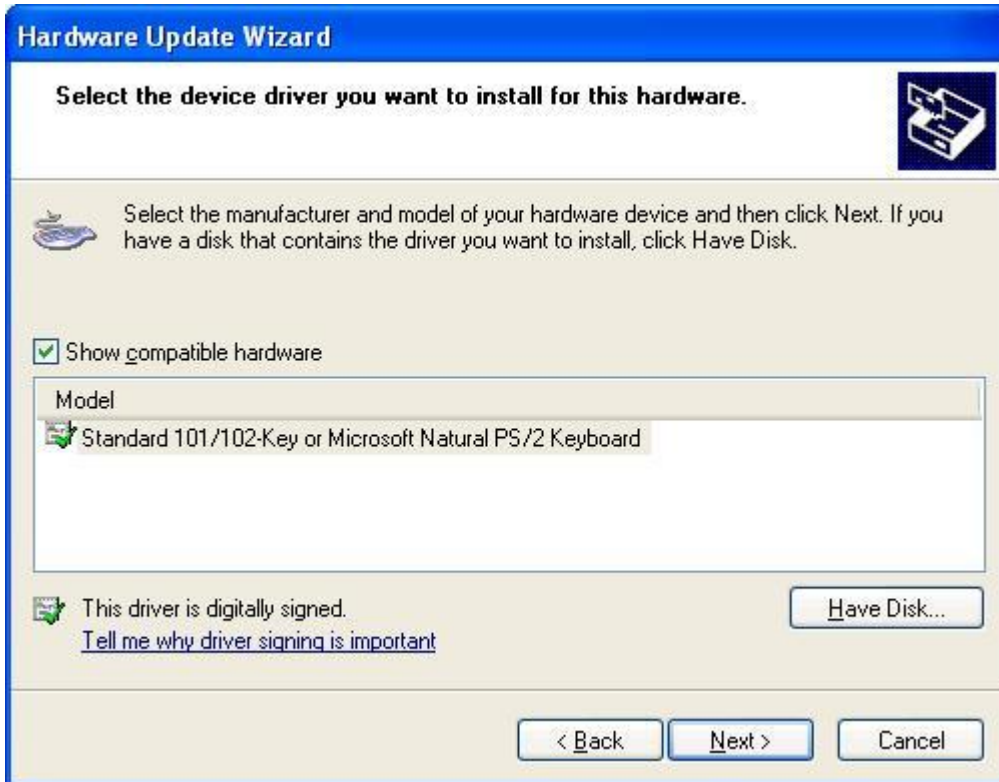 Hardware Update Wizard
Select the device driver you want to install for this hardware.
Select the manufacturer and model of your hardware device and then click Next. If you
have a disk that contains the driver you want to install, click Have Disk.
Show compatible hardware
Model
Standard 101/102-Key or Microsoft Natural PS/2 Keyboard
This driver is digitally signed.
Have Disk...
Tell me why driver signing is important
< Back
Next >
Cancel